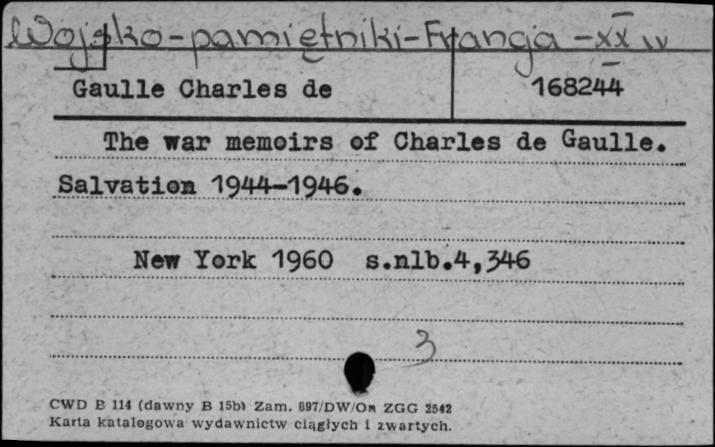 Wojsko-pamiętniki-Francja-XX w
Gaulle Charles de 168244
The war memoirs of Charles de Gaulle.
Salvation 1944-1946.
New York 1960 s.nlb.4,346
3
CWD B 114 (dawny B 15b) Zam. 897/DW/Om ZGG 2542
Karta katalogowa wydawnictw ciągłych i zwartych.